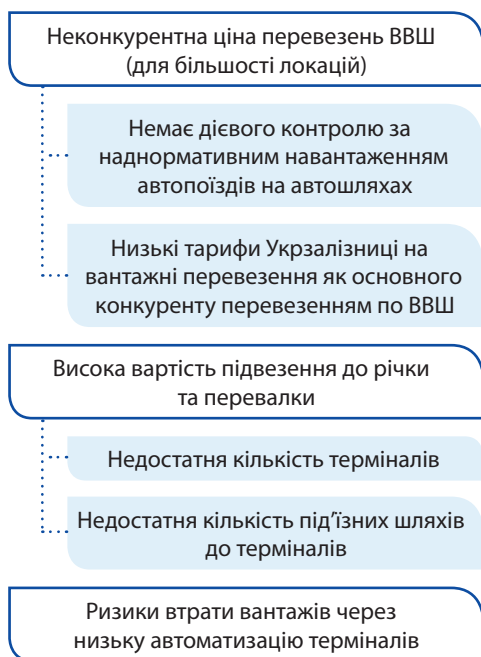 Неконкурентна ціна перевезень ВВШ
(для більшості локацій)
Немає дієвого контролю за
наднормативним навантаженням
автопоїздів на автошляхах
Низькі тарифи Укрзалізниці на
вантажні перевезення як основного
конкуренту перевезенням по ВВШ
Висока вартість підвезення до річки
та перевалки
Недостатня кількість терміналів
Недостатня кількість під’їзних шляхів
до терміналів
Ризики втрати вантажів через
низьку автоматизацію терміналів